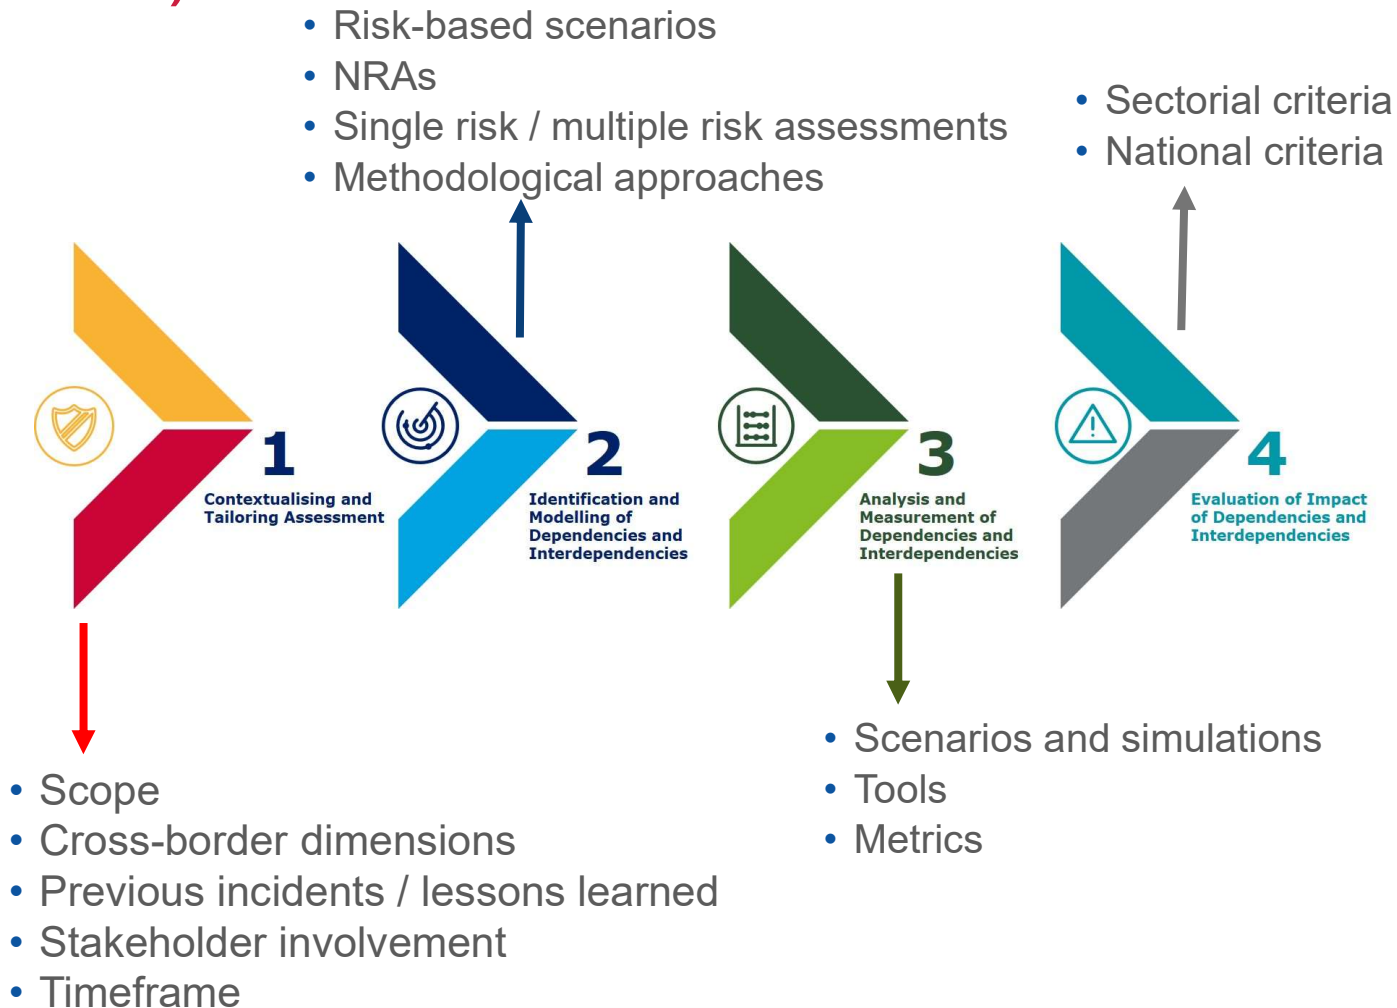 • Risk-based scenarios
• NRAs
• Single risk / multiple risk assessments
• Methodological approaches
• Sectorial criteria
• National criteria
1
Contextualising and
Tailoring Assessment
2
Identification and
Modelling of
Dependencies and
Interdependencies
3
Analysis and
Measurement of
Dependencies and
Interdependencies
4
Evaluation of Impact
of Dependencies and
Interdependencies
• Scope
• Cross-border dimensions
• Previous incidents / lessons learned
• Stakeholder involvement
• Timeframe
• Scenarios and simulations
• Tools
• Metrics